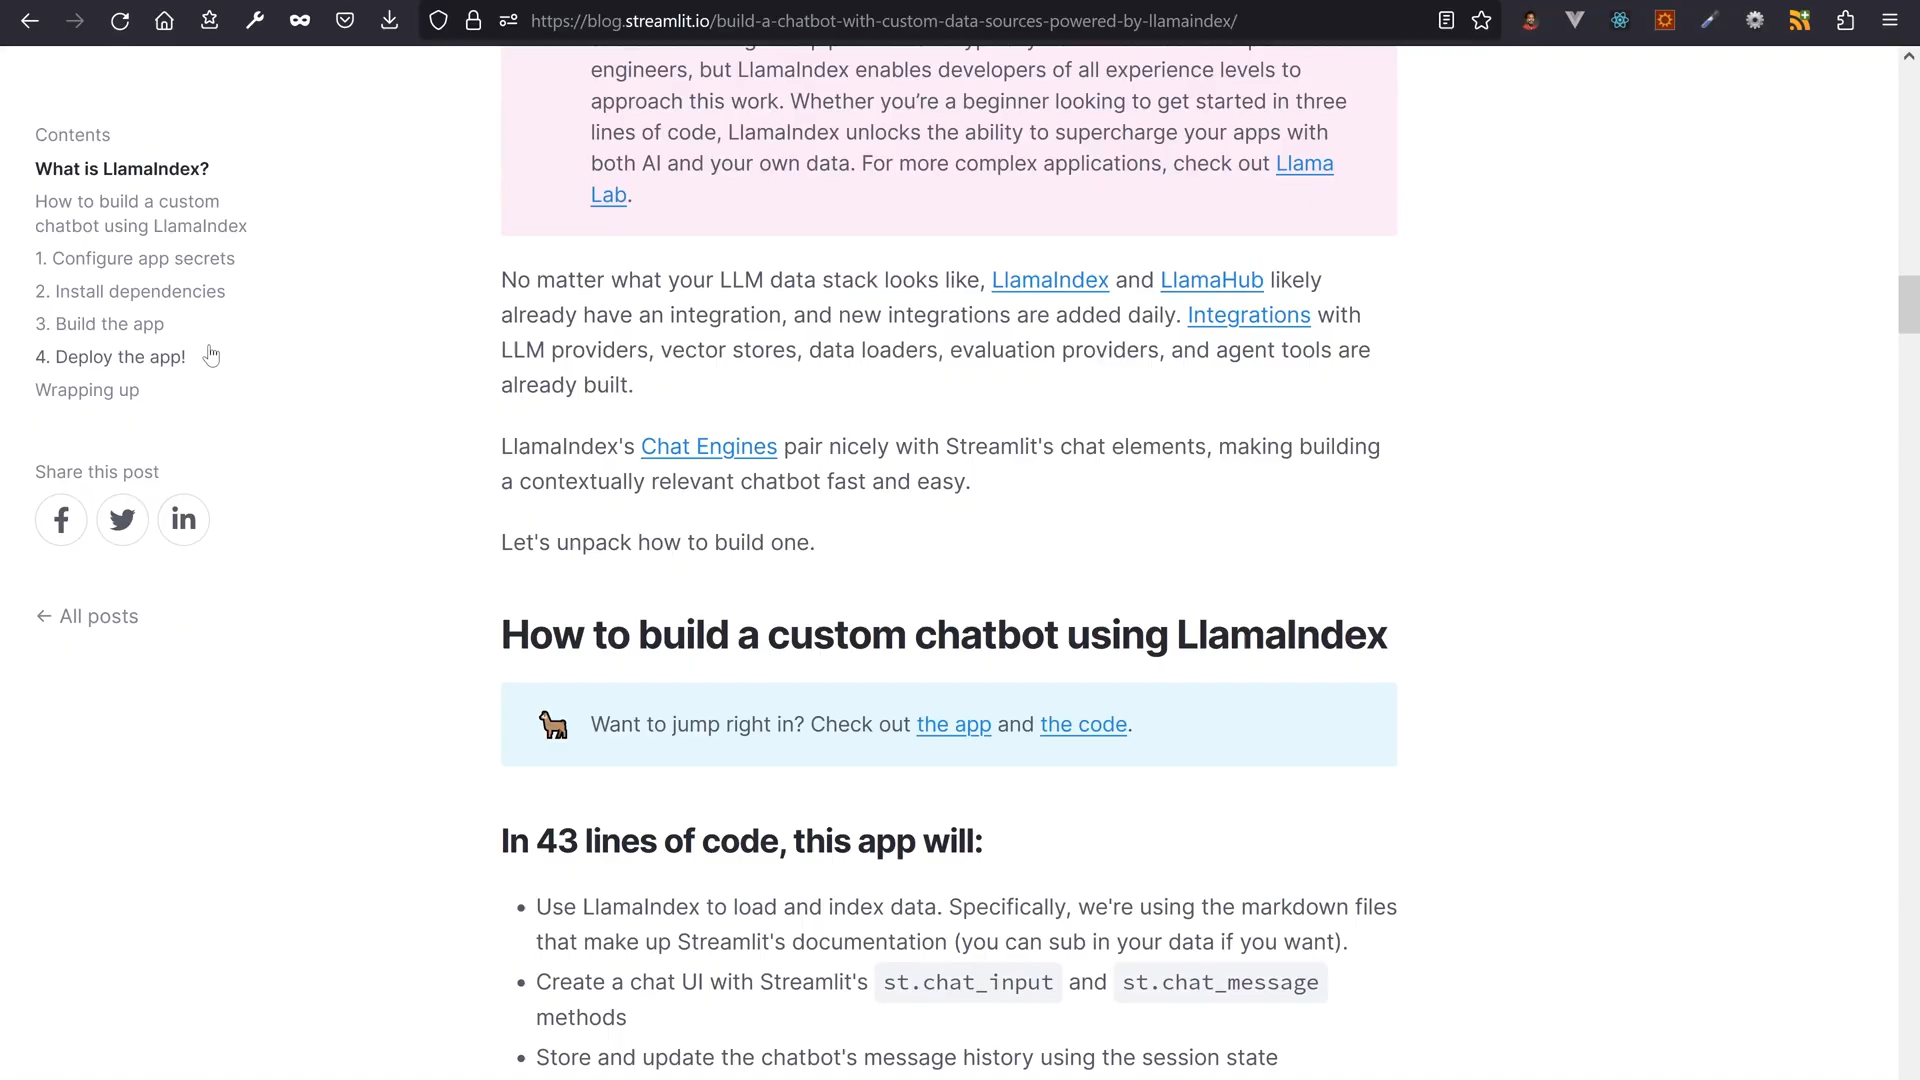 https://blog.streamlit.io/build-a-chatbot-with-custom-data-sources-powered-by-llamaindex/
Contents
What is LlamaIndex?
How to build a custom
chatbot using LlamaIndex
1. Configure app secrets
2. Install dependencies
3. Build the app
4. Deploy the app!
Wrapping up
Share this post
← All posts
engineers, but LlamaIndex enables developers of all experience levels to
approach this work. Whether you’re a beginner looking to get started in three
lines of code, LlamaIndex unlocks the ability to supercharge your apps with
both AI and your own data. For more complex applications, check out Llama
Lab.
No matter what your LLM data stack looks like, LlamaIndex and LlamaHub likely
already have an integration, and new integrations are added daily. Integrations with
LLM providers, vector stores, data loaders, evaluation providers, and agent tools are
already built.
LlamaIndex's Chat Engines pair nicely with Streamlit's chat elements, making building
a contextually relevant chatbot fast and easy.
Let's unpack how to build one.
How to build a custom chatbot using LlamaIndex
Want to jump right in? Check out the app and the code.
In 43 lines of code, this app will:
• Use LlamaIndex to load and index data. Specifically, we're using the markdown files
that make up Streamlit's documentation (you can sub in your data if you want).
• Create a chat UI with Streamlit's st.chat_input and st.chat_message
methods
• Store and update the chatbot's message history using the session state